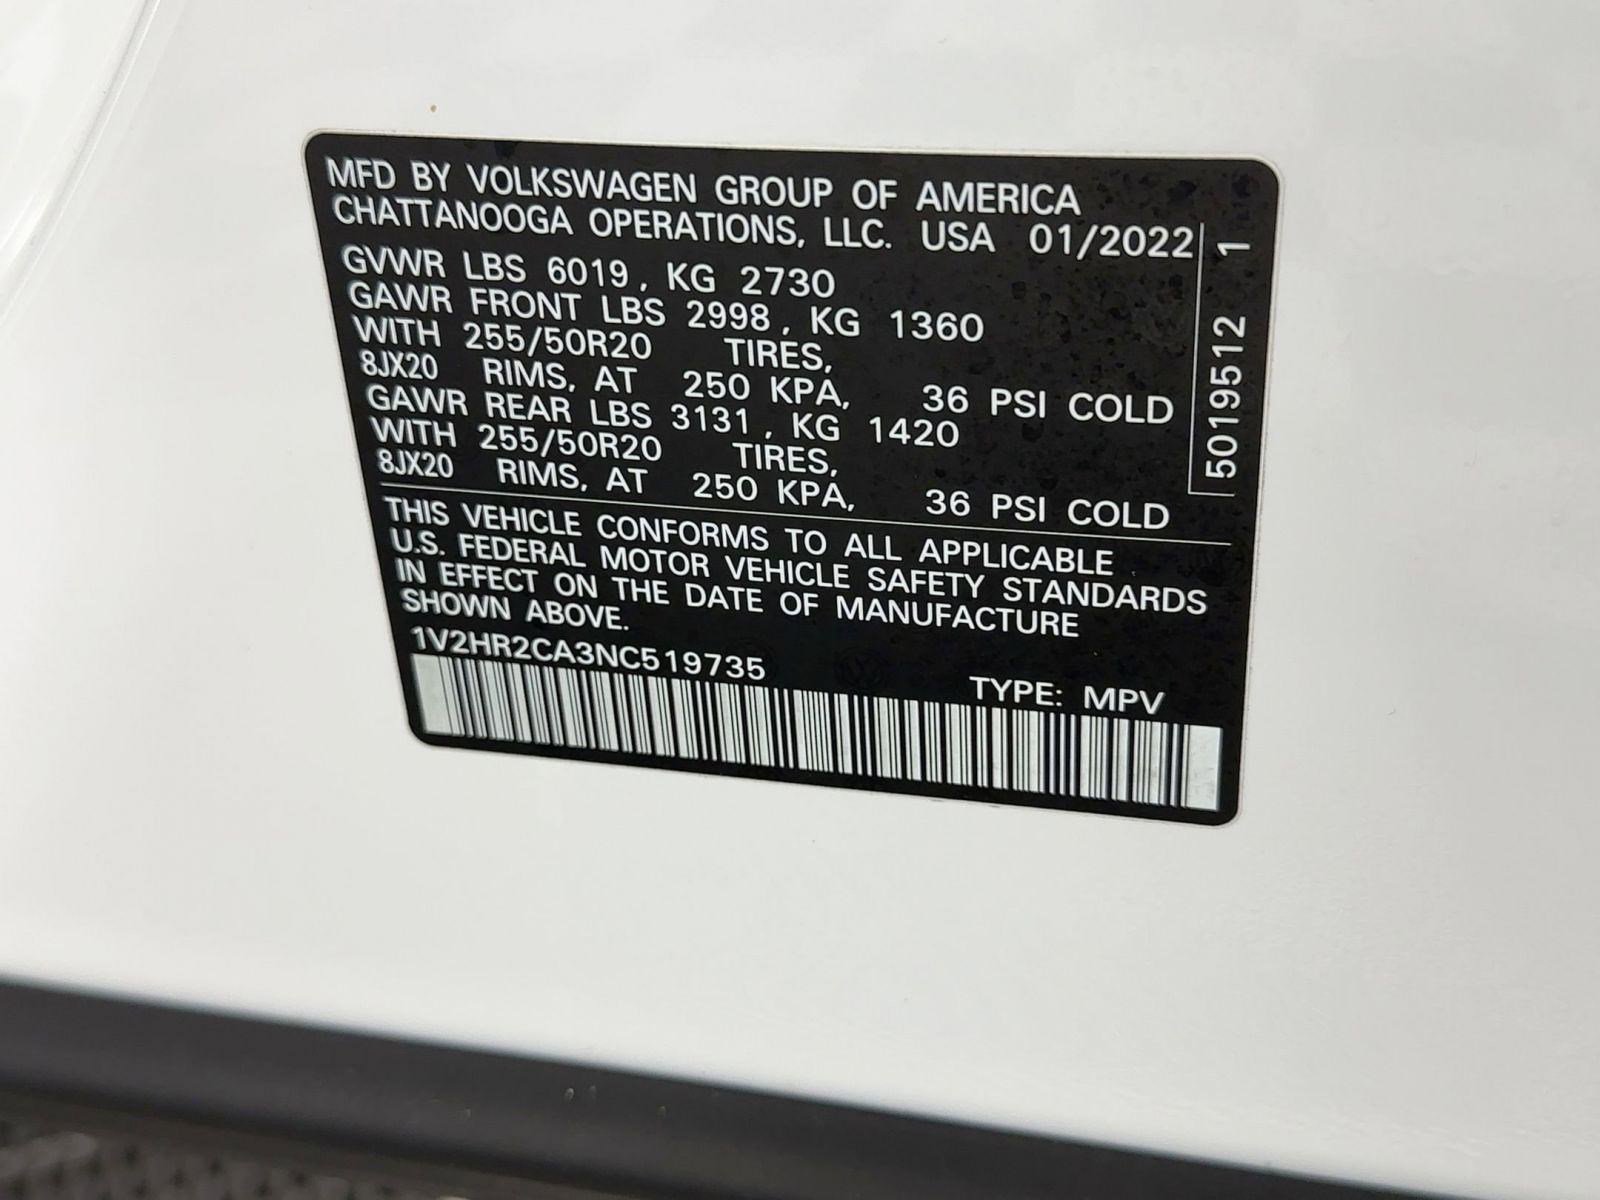 MFD BY VOLKSWAGEN GROUP OF AMERICA
CHATTANOOGA OPERATIONS, LLC. USA 01/2022
GVWR LBS 6019, KG 2730
GAWR FRONT LBS 2998, KG 1360
WITH 255/50R20 TIRES,
8JX20 RIMS, AT 250 KPA, 36 PSI COLD
GAWR REAR LBS 3131, KG 1420
WITH 255/50R20 TIRES,
8JX20 RIMS, AT 250 KPA, 36 PSI COLD
5019512 1
THIS VEHICLE CONFORMS TO ALL APPLICABLE
U.S. FEDERAL MOTOR VEHICLE SAFETY STANDARDS
IN EFFECT ON THE DATE OF MANUFACTURE
SHOWN ABOVE.
1V2HR2CA3NC519735
TYPE: MPV